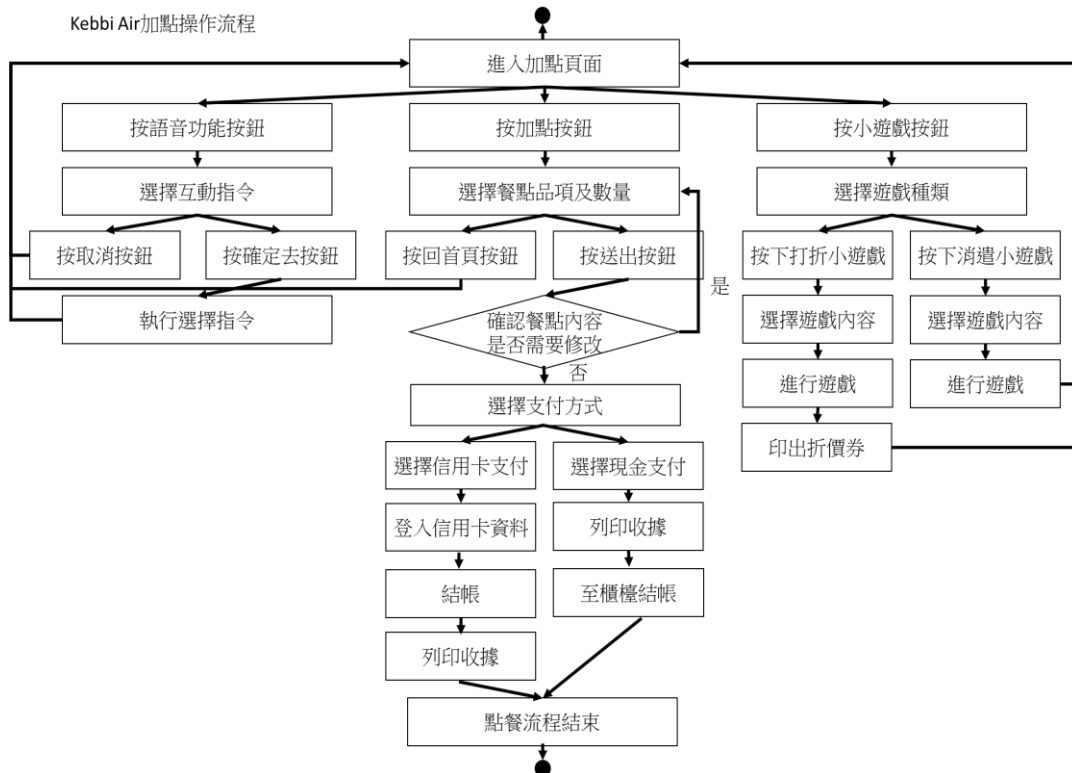 Kebbi Air加點操作流程
進入加點頁面
按語音功能按鈕
按加點按鈕
按小遊戲按鈕
選擇互動指令
選擇餐點品項及數量
選擇遊戲種類
按取消按鈕
按確定去按鈕
按回首頁按鈕
按送出按鈕
按下打折小遊戲
按下消遣小遊戲
是
執行選擇指令
確認餐點內容
是否需要修改
選擇遊戲內容
選擇遊戲內容
否
進行遊戲
進行遊戲
選擇支付方式
印出折價券
選擇信用卡支付
選擇現金支付
登入信用卡資料
列印收據
結帳
至櫃檯結帳
列印收據
點餐流程結束